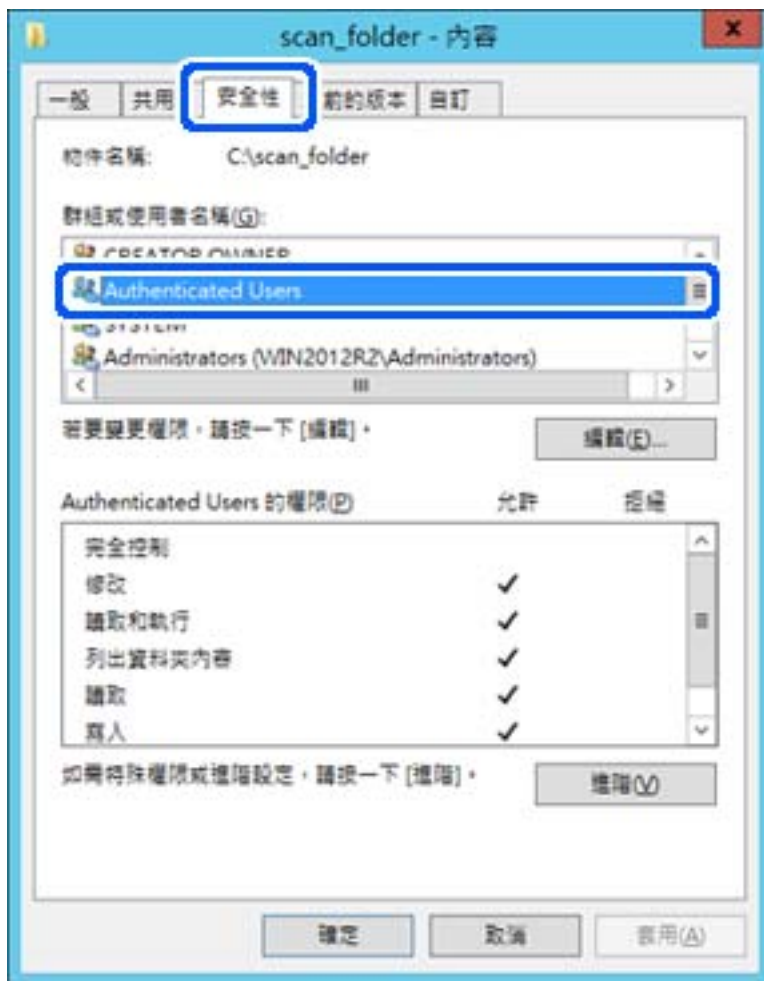 scan_folder - 內容
一般 共用 安全性 前的版本 自訂
物件名稱: C:\scan_folder
群組或使用者名稱(G):
CREATOR OWNER
Authenticated Users
SYSTEM
Administrators (WIN2012R2\Administrators)
若要變更權限，請按一下 [編輯]。 編輯(E)...
Authenticated Users 的權限(P) 允許 拒絕
完全控制
修改
讀取和執行
列出資料夾內容
讀取
寫入
如需特殊權限或進階設定，請按一下 [進階]。 進階(V)
確定 取消 套用(A)